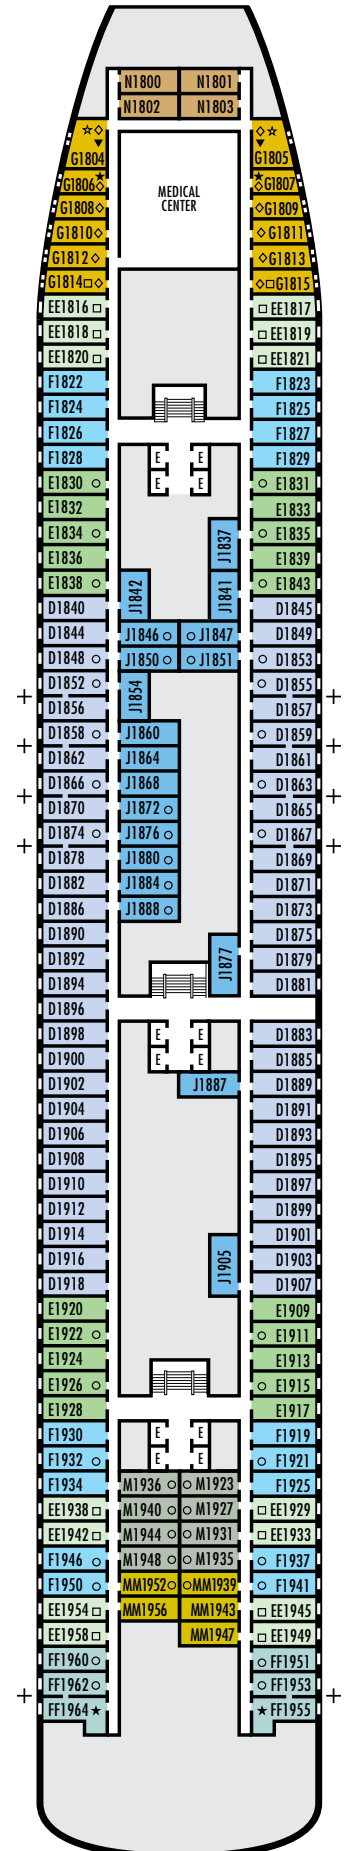 N1800 N1801
N1802 N1803
G1804 G1805
MEDICAL
CENTER
G1806 G1807
G1808 G1809
G1810 G1811
G1812 G1813
G1814 G1815
EE1816 EE1817
EE1818 EE1819
EE1820 EE1821
F1822 F1823
F1824 F1825
F1826 F1827
F1828 E E F1829
E1830 E E E1831
E1832 E1833
E1834 J1837 E1835
E1836 E1839
E1838 J1842 J1841 E1843
D1840 D1845
D1844 J1846 J1847 D1849
D1848 J1850 J1851 D1853
D1852 J1854 D1855
D1856 D1857
D1858 J1860 D1859
D1862 J1864 D1861
D1866 J1868 D1863
D1870 J1872 D1865
D1874 J1876 D1867
D1878 J1880 D1869
D1882 J1884 D1871
D1886 J1888 D1873
D1890 J1877 D1875
D1892 D1879
D1894 D1881
D1896
D1898 E E D1883
D1900 E E D1885
D1902 J1887 D1889
D1904 D1891
D1906 D1893
D1908 D1895
D1910 D1897
D1912 D1899
D1914 J1905 D1901
D1916 D1903
D1918 D1907
E1920 E1909
E1922 E1911
E1924 E1913
E1926 E1915
E1928 E1917
F1930 E E F1919
F1932 E E F1921
F1934 M1936 M1923 F1925
EE1938 M1940 M1927 EE1929
EE1942 M1944 M1931 EE1933
F1946 M1948 M1935 F1937
F1950 MM1952 MM1939 F1941
EE1954 MM1956 MM1943 EE1945
EE1958 MM1947 EE1949
FF1960 FF1951
FF1962 FF1953
FF1964 FF1955